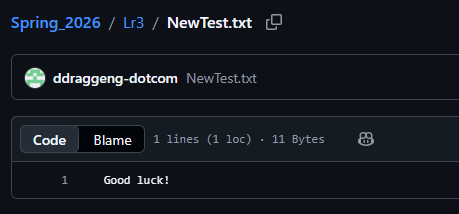 Spring_2026 / Lr3 / NewTest.txt
ddraggeng-dotcom NewTest.txt
Code Blame 1 lines (1 loc) · 11 Bytes
1 Good luck!